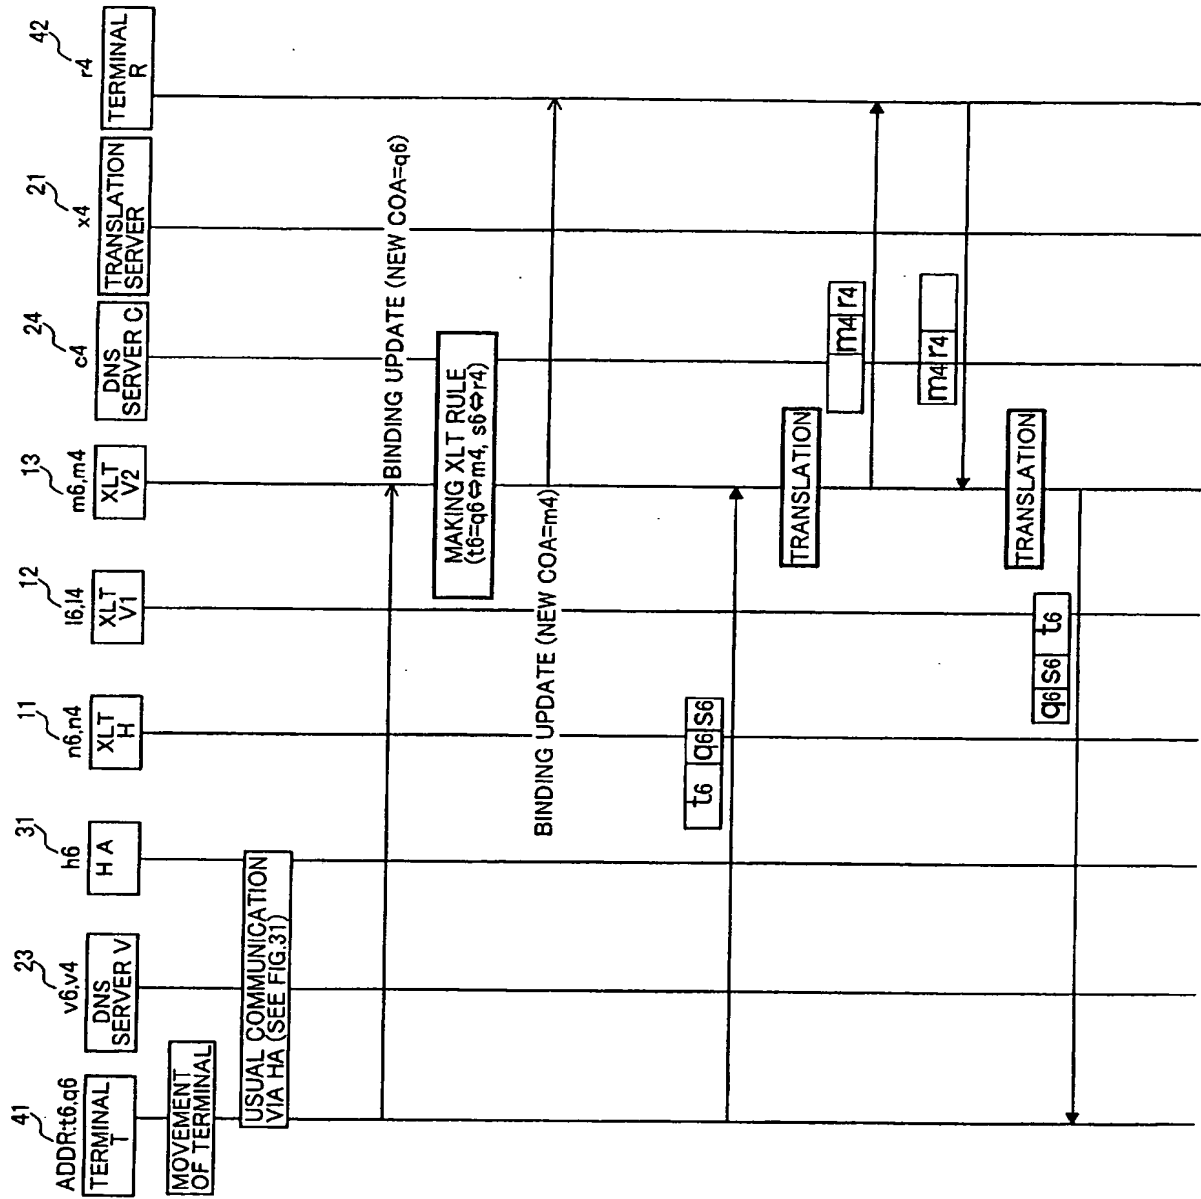 41
ADDR:t6,q6
TERMINAL
T
23
v6,v4
DNS
SERVER V
31
h6
H A
11
n6,n4
XLT
H
12
l6,l4
XLT
V1
13
m6,m4
XLT
V2
24
c4
DNS
SERVER C
21
x4
TRANSLATION
SERVER
42
r4
TERMINAL
R
MOVEMENT
OF TERMINAL
USUAL COMMUNICATION
VIA HA (SEE FIG.31)
BINDING UPDATE (NEW COA=q6)
MAKING XLT RULE
(t6=q6⇔m4, s6⇔r4)
BINDING UPDATE (NEW COA=m4)
t6 q6 s6
TRANSLATION
m4 r4
m4 r4
TRANSLATION
q6 s6 t6